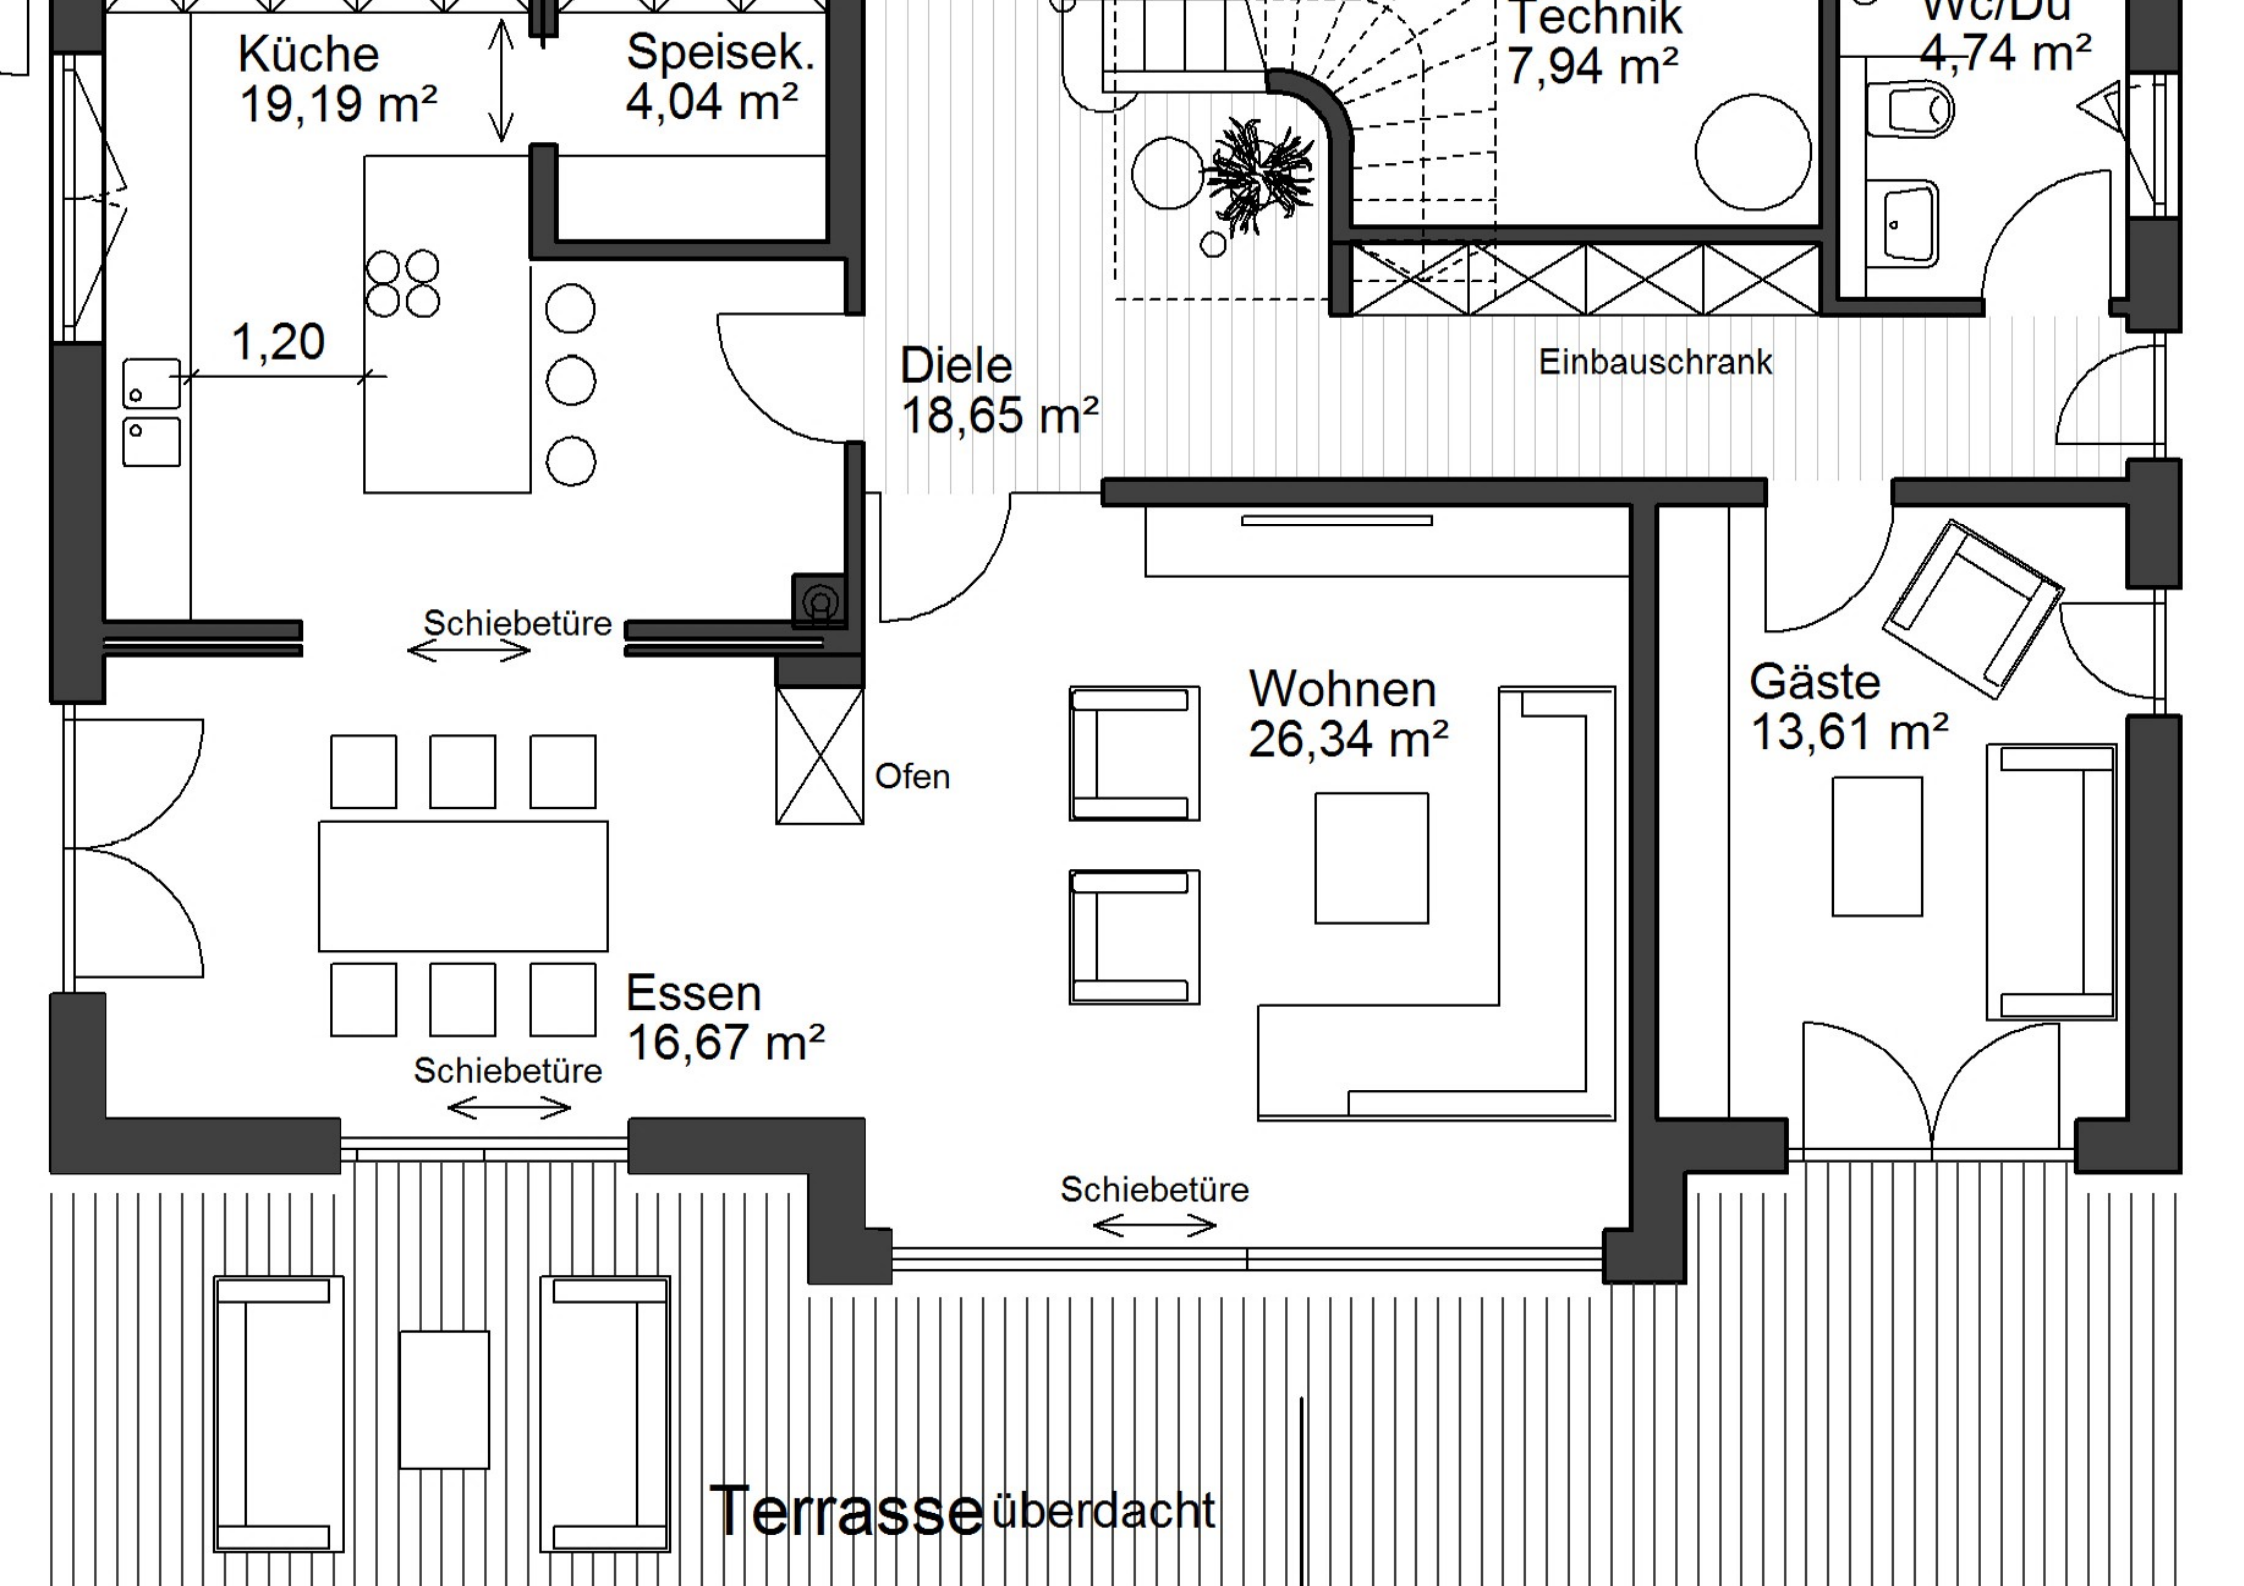 Küche
19,19 m²
Speisek.
4,04 m²
Technik
7,94 m²
Wc/Du
4,74 m²
1,20
Diele
18,65 m²
Einbauschrank
Schiebetüre
Wohnen
26,34 m²
Gäste
13,61 m²
Ofen
Essen
16,67 m²
Schiebetüre
Schiebetüre
Terrasse überdacht